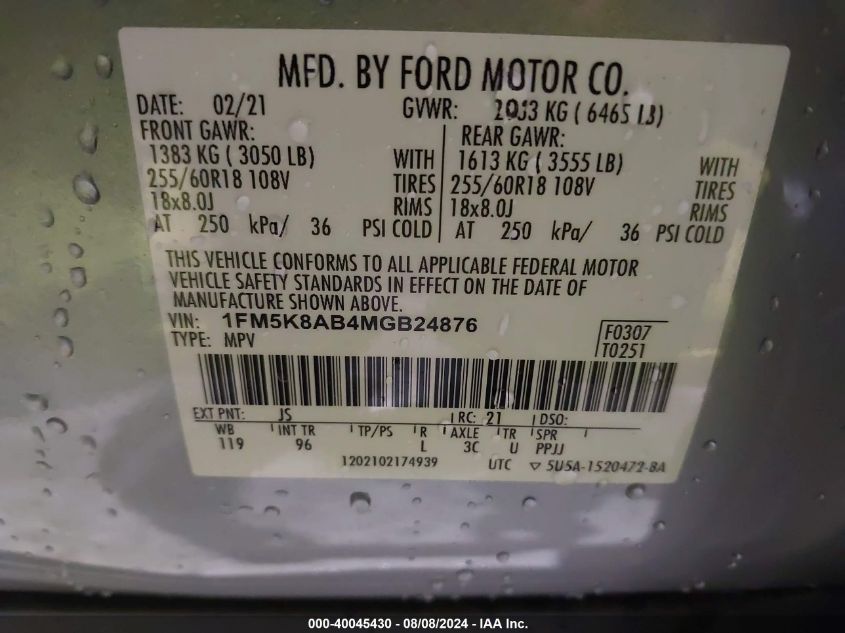 MFD. BY FORD MOTOR CO.
DATE: 02/21 GVWR: 2933 KG ( 6465 LB)
FRONT GAWR: REAR GAWR:
1383 KG ( 3050 LB) WITH 1613 KG ( 3555 LB) WITH
255/60R18 108V TIRES 255/60R18 108V TIRES
18x8.0J RIMS 18x8.0J RIMS
AT 250 kPa/ 36 PSI COLD AT 250 kPa/ 36 PSI COLD
THIS VEHICLE CONFORMS TO ALL APPLICABLE FEDERAL MOTOR
VEHICLE SAFETY STANDARDS IN EFFECT ON THE DATE OF
MANUFACTURE SHOWN ABOVE.
VIN: 1FM5K8AB4MGB24876 F0307
TYPE: MPV T0251
EXT PNT: JS RC: 21 DSO:
WB INT TR TP/PS R AXLE TR SPR
119 96 L 3C U PPJJ
1202102174939 UTC ▽ 5U5A-1520472-BA
000-40045430 - 08/08/2024 - IAA Inc.